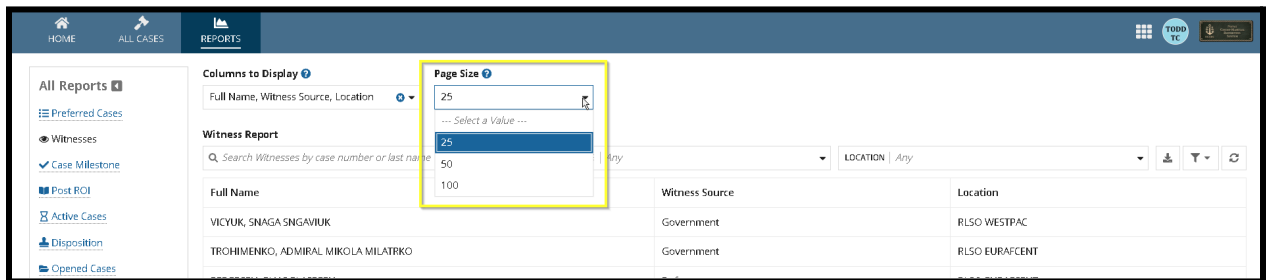 HOME
ALL CASES
REPORTS
TODD
TC
All Reports
Columns to Display
Page Size
Full Name, Witness Source, Location
25
--- Select a Value ---
25
50
100
Preferred Cases
Witnesses
Case Milestone
Post ROI
Active Cases
Disposition
Opened Cases
Witness Report
Search Witnesses by case number or last name
Any
LOCATION | Any
Full Name
Witness Source
Location
VICYUK, SNAGA SNGAVIUK
Government
RLSO WESTPAC
TROHIMENKO, ADMIRAL MIKOLA MILATRKO
Government
RLSO EURAFCENT